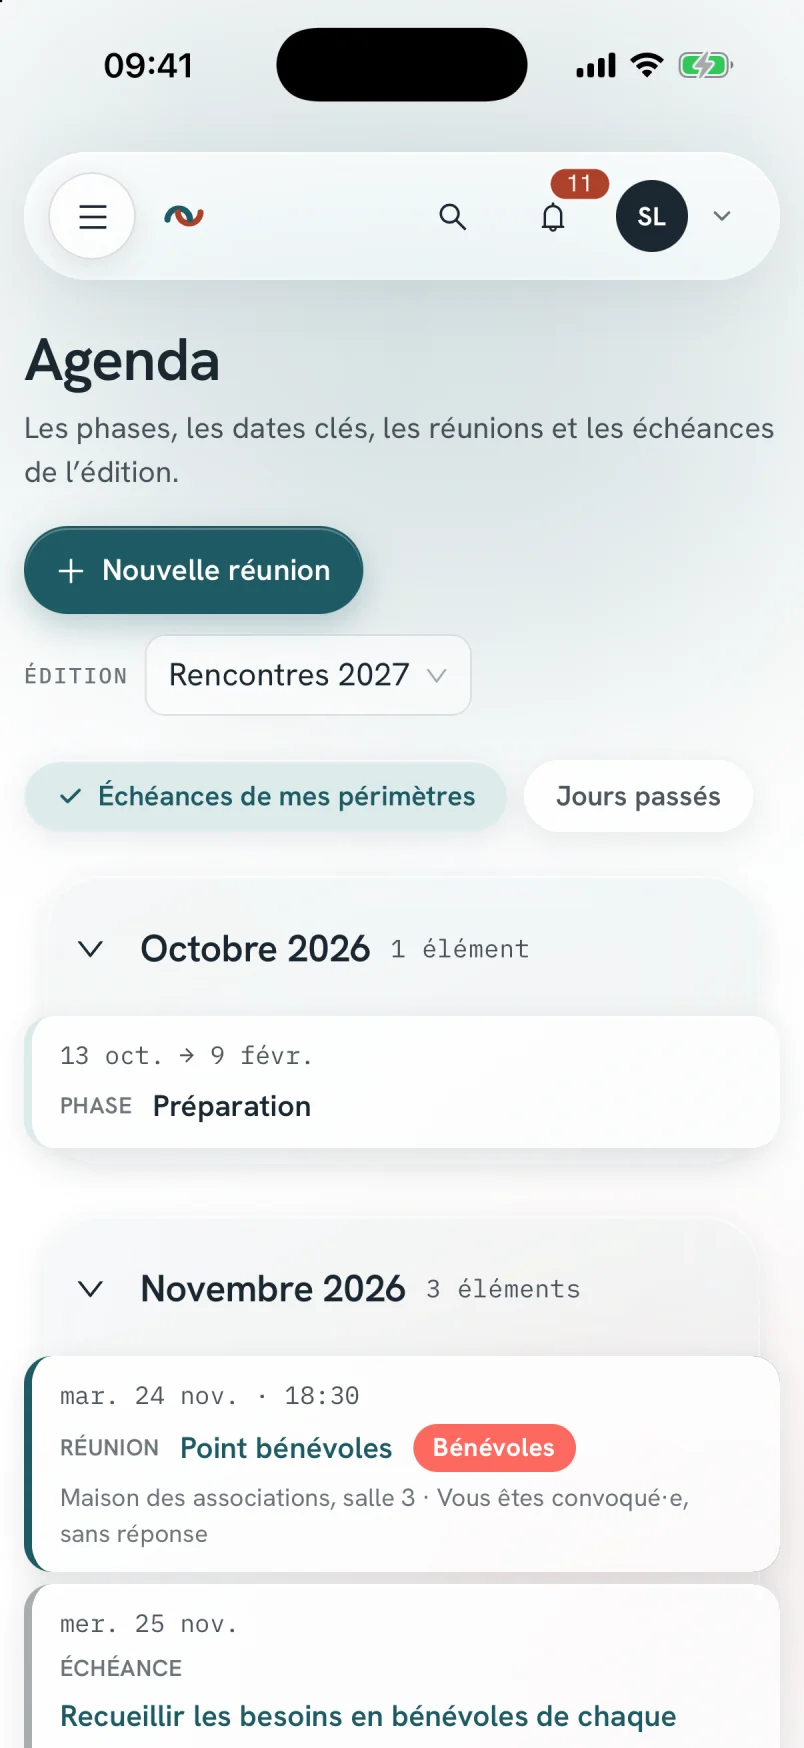 09:41
11
SL
Agenda
Les phases, les dates clés, les réunions et les échéances
de l’édition.
Nouvelle réunion
ÉDITION Rencontres 2027
Échéances de mes périmètres Jours passés
Octobre 2026 1 élément
13 oct. → 9 févr.
PHASE Préparation
Novembre 2026 3 éléments
mar. 24 nov. · 18:30
RÉUNION Point bénévoles Bénévoles
Maison des associations, salle 3 · Vous êtes convoqué·e,
sans réponse
mer. 25 nov.
ÉCHÉANCE
Recueillir les besoins en bénévoles de chaque